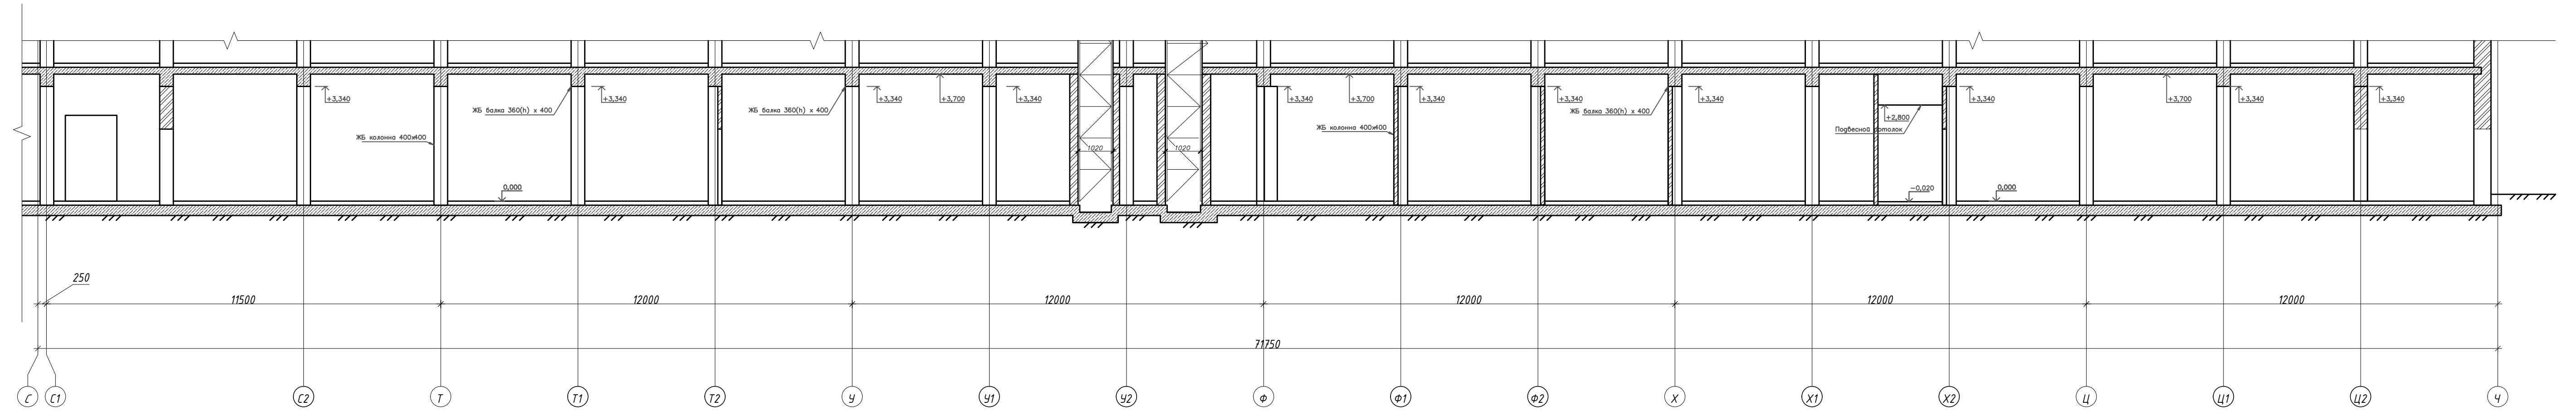 +3,340
ЖБ балка 360(h) х 400
+3,340
ЖБ балка 360(h) х 400
+3,340
+3,700
+3,340
+3,340
+3,700
+3,340
+3,340
ЖБ балка 360(h) х 400
+3,340
+3,340
+3,700
+3,340
+3,340
+2,800
ЖБ колонна 400х400
ЖБ колонна 400х400
Подвесной потолок
1020
1020
0,000
-0,020
0,000
250
11500
12000
12000
12000
12000
12000
71750
С
С1
С2
Т
Т1
Т2
У
У1
У2
Ф
Ф1
Ф2
Х
Х1
Х2
Ц
Ц1
Ц2
Ч